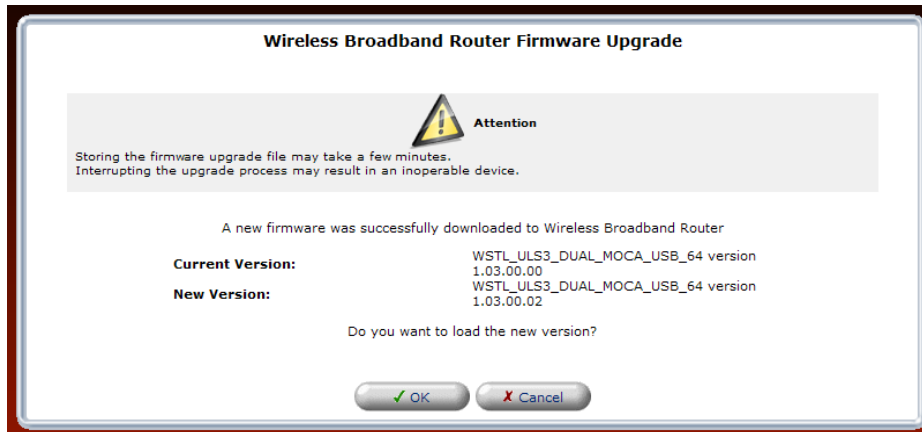 Wireless Broadband Router Firmware Upgrade
Attention
Storing the firmware upgrade file may take a few minutes.
Interrupting the upgrade process may result in an inoperable device.
A new firmware was successfully downloaded to Wireless Broadband Router
Current Version: WSTL_ULS3_DUAL_MOCA_USB_64 version
1.03.00.00
New Version: WSTL_ULS3_DUAL_MOCA_USB_64 version
1.03.00.02
Do you want to load the new version?
OK Cancel